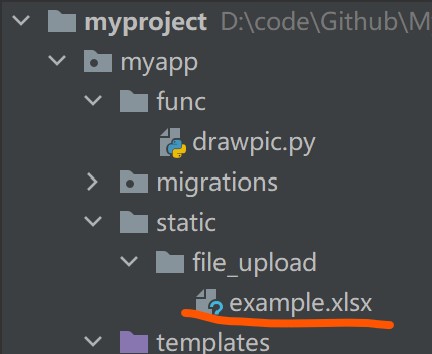 myproject D:\code\Github\M
myapp
func
drawpic.py
migrations
static
file_upload
example.xlsx
templates